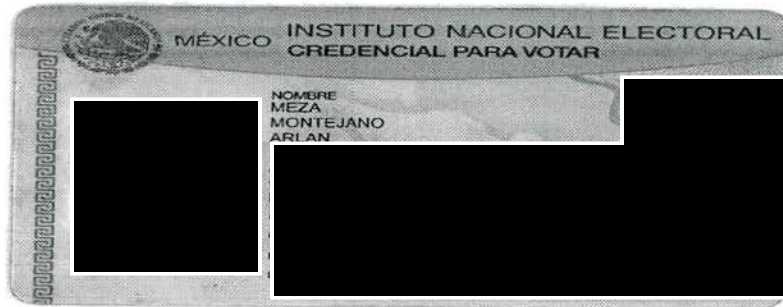 MÉXICO INSTITUTO NACIONAL ELECTORAL
CREDENCIAL PARA VOTAR
NOMBRE
MEZA
MONTEJANO
ARLAN